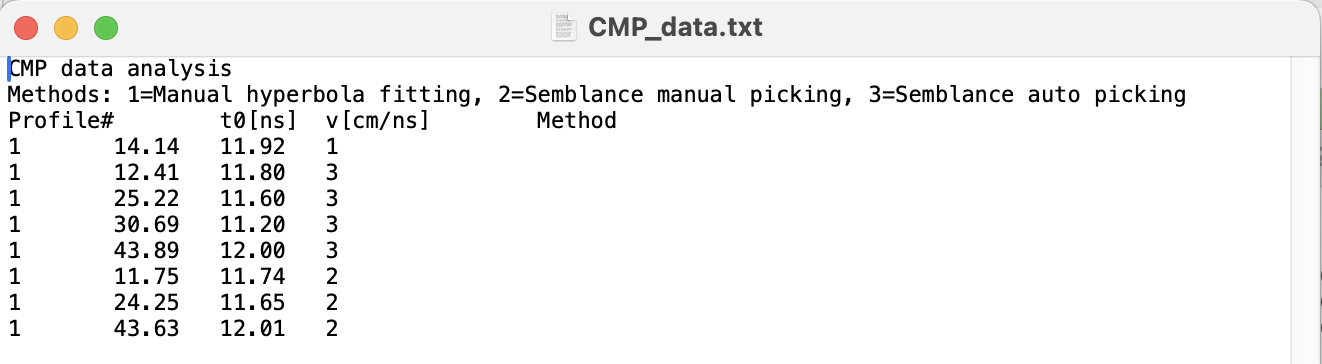 CMP_data.txt
CMP data analysis
Methods: 1=Manual hyperbola fitting, 2=Semblance manual picking, 3=Semblance auto picking
Profile# t0[ns] v[cm/ns] Method
1 14.14 11.92 1
1 12.41 11.80 3
1 25.22 11.60 3
1 30.69 11.20 3
1 43.89 12.00 3
1 11.75 11.74 2
1 24.25 11.65 2
1 43.63 12.01 2